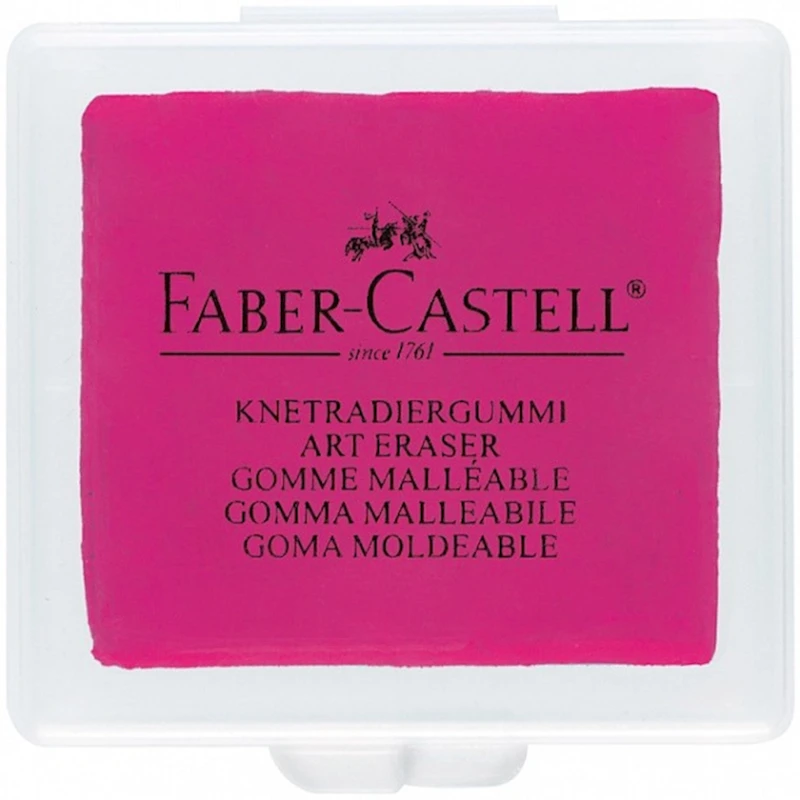 FABER-CASTELL®
since 1761
KNETRADIERGUMMI
ART ERASER
GOMME MALLÉABLE
GOMMA MALLEABILE
GOMA MOLDEABLE